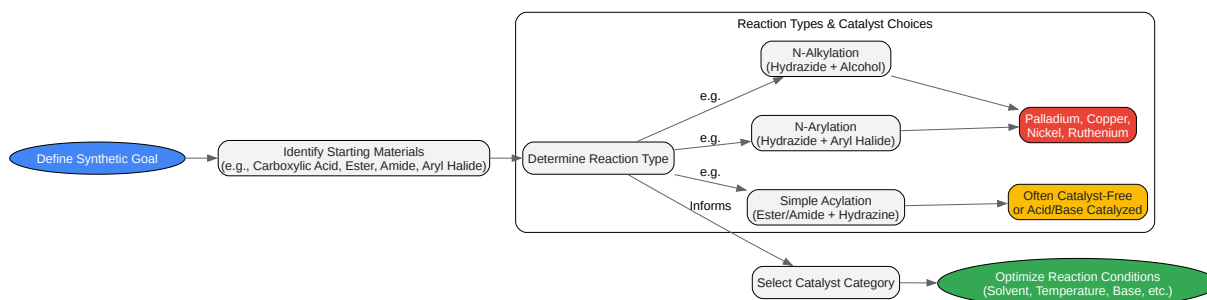 Reaction Types & Catalyst Choices
N-Alkylation
(Hydrazide + Alcohol)
e.g.
Palladium, Copper,
Nickel, Ruthenium
N-Arylation
(Hydrazide + Aryl Halide)
e.g.
Define Synthetic Goal
Identify Starting Materials
(e.g., Carboxylic Acid, Ester, Amide, Aryl Halide)
Determine Reaction Type
e.g.
Simple Acylation
(Ester/Amide + Hydrazine)
Often Catalyst-Free
or Acid/Base Catalyzed
Informs
Select Catalyst Category
Optimize Reaction Conditions
(Solvent, Temperature, Base, etc.)